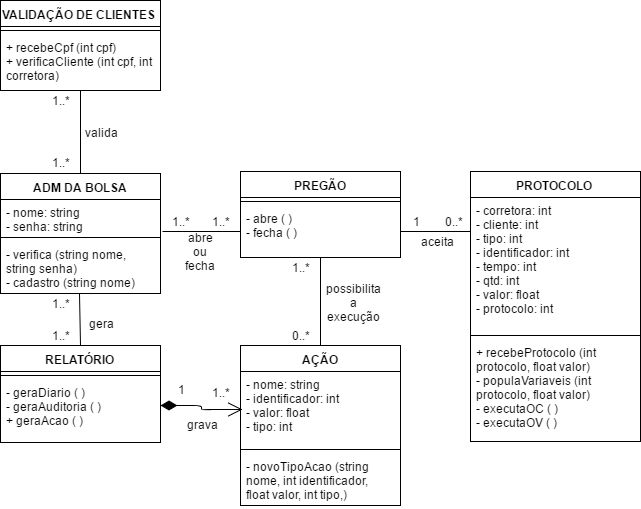 VALIDAÇÃO DE CLIENTES
+ recebeCpf (int cpf)
+ verificaCliente (int cpf, int
corretora)
1..*
valida
1..*
ADM DA BOLSA
- nome: string
- senha: string
- verifica (string nome,
string senha)
- cadastro (string nome)
1..*
1..*
abre
ou
fecha
PREGÃO
- abre ( )
- fecha ( )
1
0..*
aceita
PROTOCOLO
- corretora: int
- cliente: int
- tipo: int
- identificador: int
- tempo: int
- qtd: int
- valor: float
- protocolo: int
+ recebeProtocolo (int
protocolo, float valor)
- populaVariaveis (int
protocolo, float valor)
- executaOC ( )
- executaOV ( )
1..*
gera
1..*
1..*
possibilita
a
execução
0..*
RELATÓRIO
- geraDiario ( )
- geraAuditoria ( )
+ geraAcao ( )
1
1..*
grava
AÇÃO
- nome: string
- identificador: int
- valor: float
- tipo: int
- novoTipoAcao (string
nome, int identificador,
float valor, int tipo,)